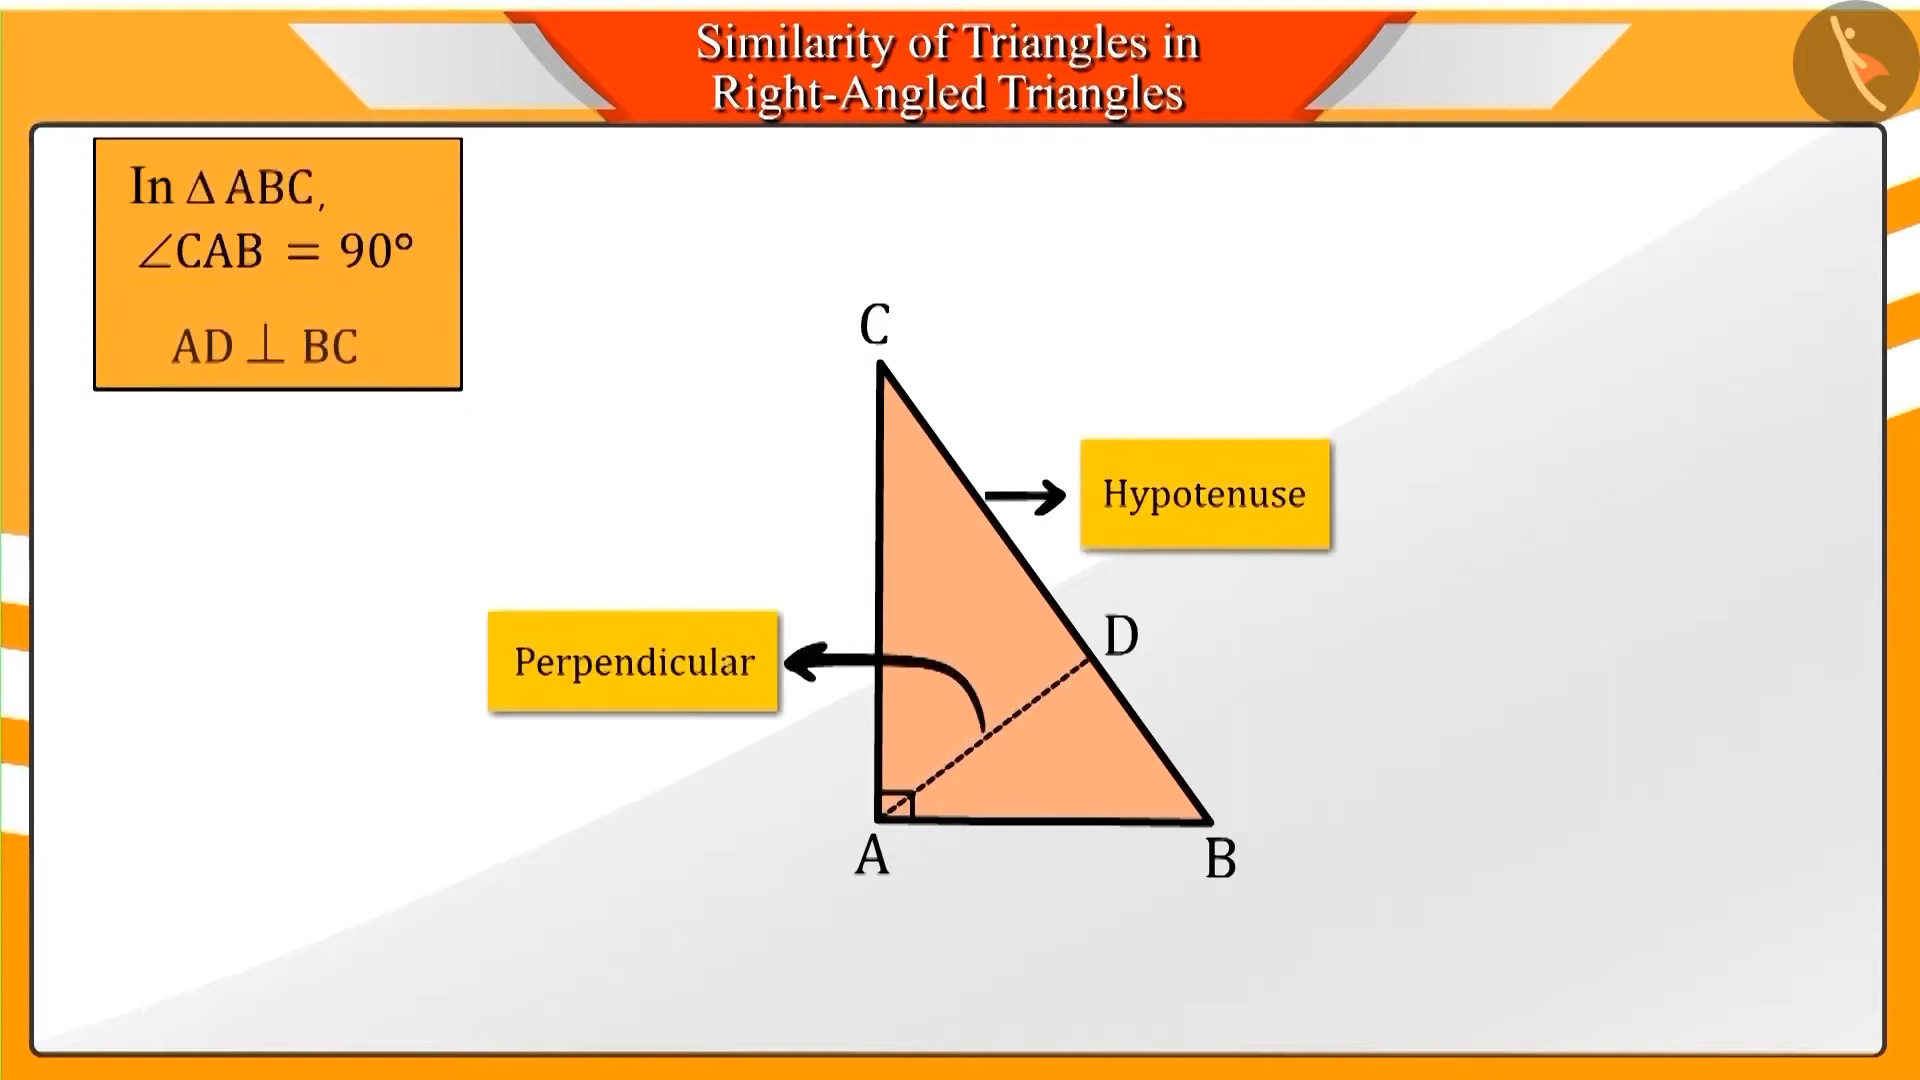 Similarity of Triangles in
Right-Angled Triangles
In Δ ABC,
∠CAB = 90°
AD ⊥ BC
C
Hypotenuse
D
Perpendicular
A
B